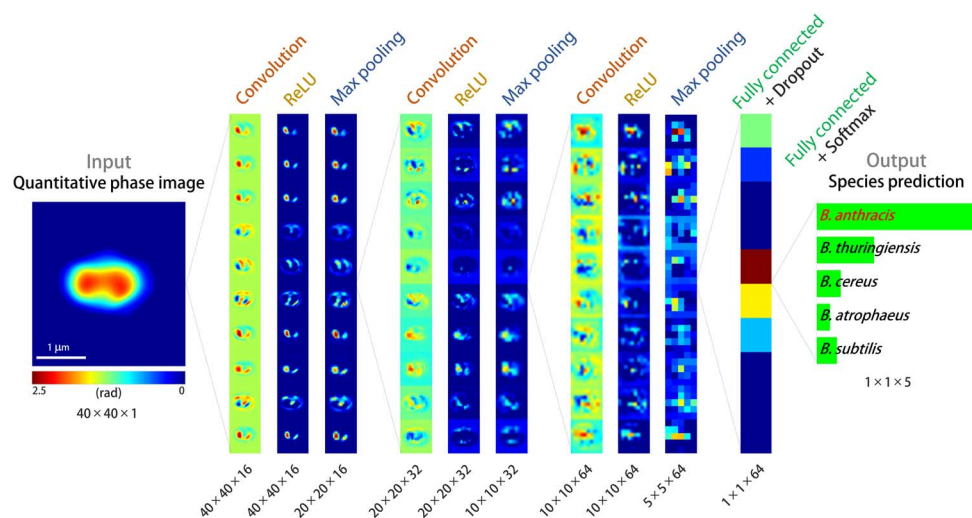 Input
Quantitative phase image
1 μm
2.5
(rad)
0
40×40×1
Convolution
ReLU
Max pooling
Convolution
ReLU
Max pooling
Convolution
ReLU
Max pooling
Fully connected
+ Dropout
Fully connected
+ Softmax
40×40×16
40×40×16
20×20×16
20×20×32
20×20×32
10×10×32
10×10×64
10×10×64
5×5×64
1×1×64
Output
Species prediction
B. anthracis
B. thuringiensis
B. cereus
B. atrophaeus
B. subtilis
1×1×5